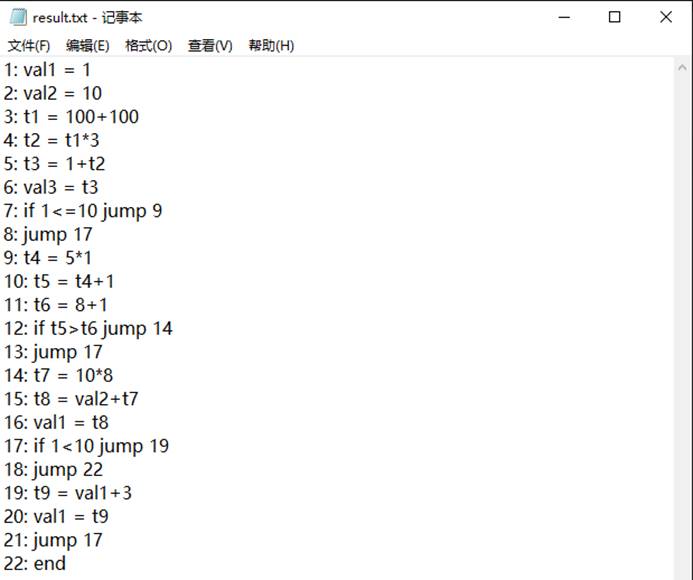 result.txt - 记事本
文件(F) 编辑(E) 格式(O) 查看(V) 帮助(H)
1: val1 = 1
2: val2 = 10
3: t1 = 100+100
4: t2 = t1*3
5: t3 = 1+t2
6: val3 = t3
7: if 1<=10 jump 9
8: jump 17
9: t4 = 5*1
10: t5 = t4+1
11: t6 = 8+1
12: if t5>t6 jump 14
13: jump 17
14: t7 = 10*8
15: t8 = val2+t7
16: val1 = t8
17: if 1<10 jump 19
18: jump 22
19: t9 = val1+3
20: val1 = t9
21: jump 17
22: end